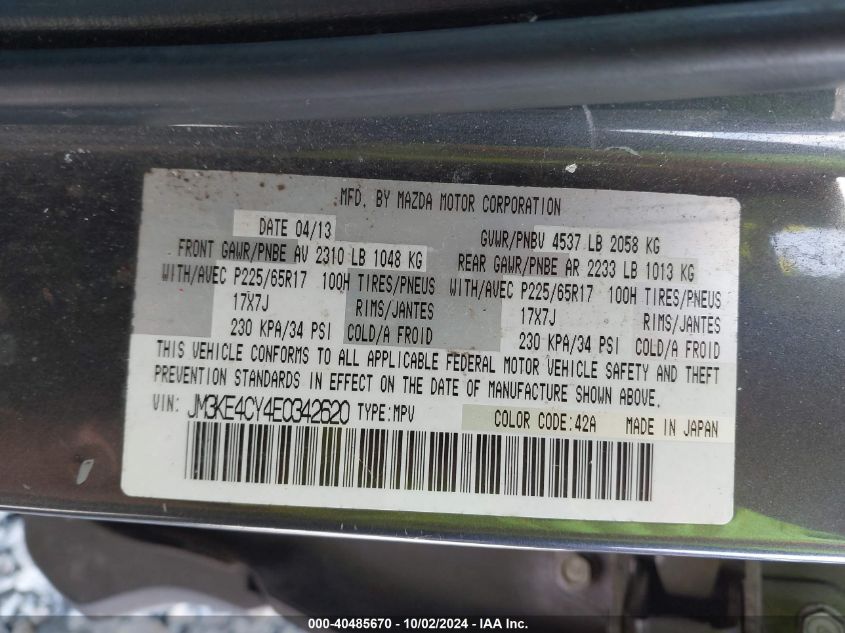 MFD. BY MAZDA MOTOR CORPORATION
DATE 04/13 GVWR/PNBV 4537 LB 2058 KG
FRONT GAWR/PNBE AV 2310 LB 1048 KG REAR GAWR/PNBE AR 2233 LB 1013 KG
WITH/AVEC P225/65R17 100H TIRES/PNEUS WITH/AVEC P225/65R17 100H TIRES/PNEUS
17X7J RIMS/JANTES 17X7J RIMS/JANTES
230 KPA/34 PSI COLD/A FROID 230 KPA/34 PSI COLD/A FROID
THIS VEHICLE CONFORMS TO ALL APPLICABLE FEDERAL MOTOR VEHICLE SAFETY AND THEFT
PREVENTION STANDARDS IN EFFECT ON THE DATE OF MANUFACTURE SHOWN ABOVE.
VIN: JM3KE4CY4E0342620 TYPE:MPV COLOR CODE:42A MADE IN JAPAN
000-40485670 - 10/02/2024 - IAA Inc.